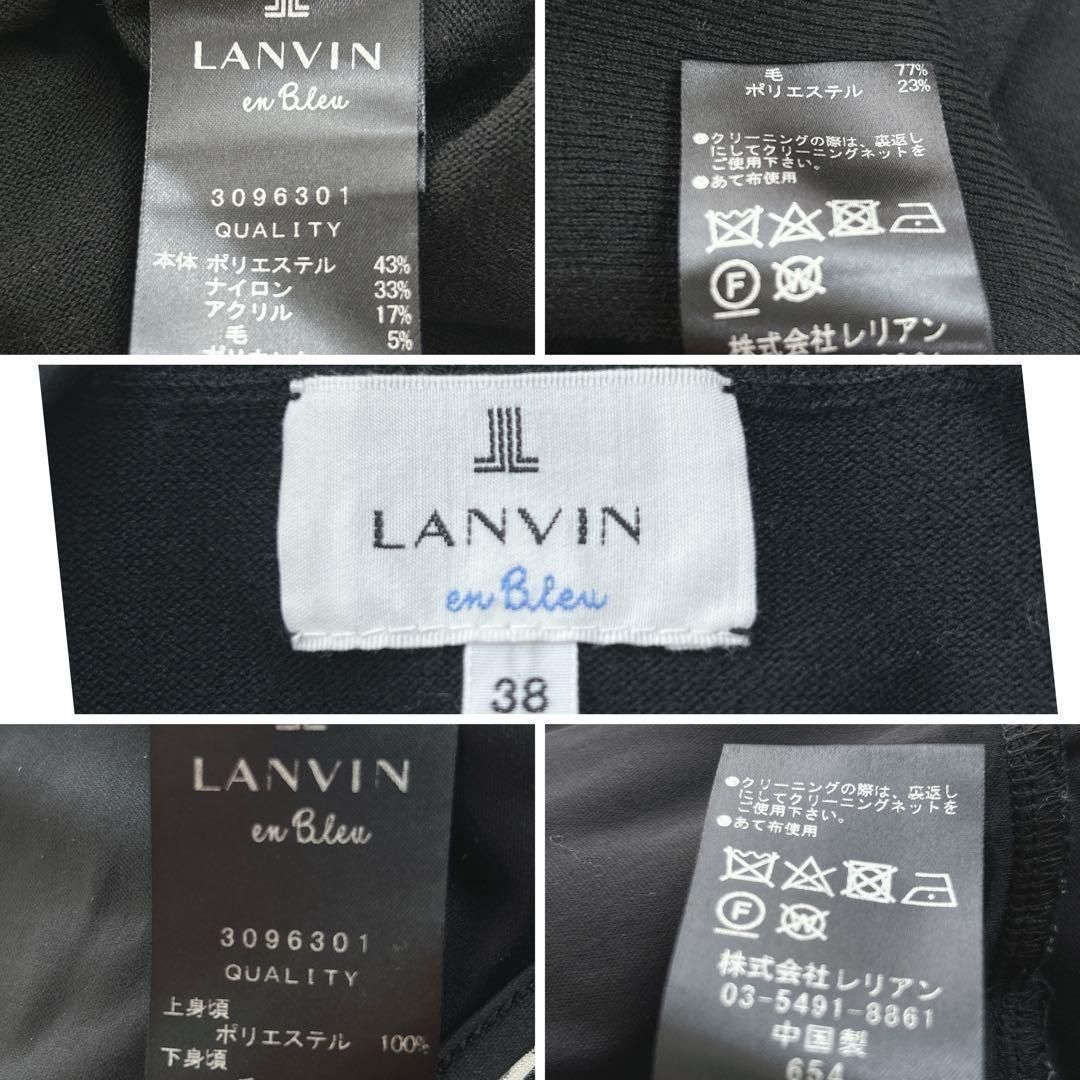 LANVIN
en Bleu
3096301
QUALITY
本体 ポリエステル 43%
ナイロン 33%
アクリル 17%
毛 5%
毛 77%
ポリエステル 23%
●クリーニングの際は、裏返し
にしてクリーニングネットを
ご使用下さい。
●あて布使用
F
W
株式会社レリアン
LANVIN
en Bleu
38
LANVIN
en Bleu
3096301
QUALITY
上身頃
ポリエステル 100%
下身頃
●クリーニングの際は、裏返し
にしてクリーニングネットを
ご使用下さい。
●あて布使用
F
W
株式会社レリアン
03-5491-8861
中国製
654